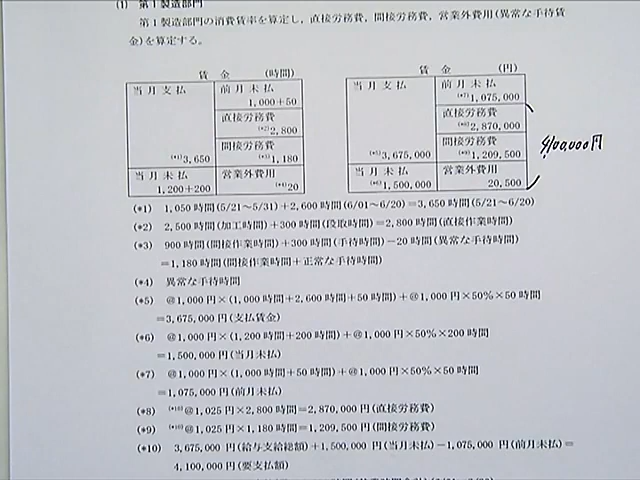 (1) 第1製造部門
第1製造部門の消費賃率を算定し,直接労務費,間接労務費,営業外費用(異常な手待賃
金)を算定する。
賃 金 (時間)
当月支払
(*1)3,650
当月未払
1,200+200
前月未払
1,000+50
直接労務費
(*2)2,800
間接労務費
(*3)1,180
営業外費用
(*4)20
賃 金 (円)
当月支払
(*5)3,675,000
当月未払
(*6)1,500,000
前月未払
(*7)1,075,000
直接労務費
(*8)2,870,000
間接労務費
(*9)1,209,500
営業外費用
20,500
4,100,000円
(*1) 1,050時間(5/21~5/31)+2,600時間(6/01~6/20)=3,650時間(5/21~6/20)
(*2) 2,500時間(加工時間)+300時間(段取時間)=2,800時間(直接作業時間)
(*3) 900時間(間接作業時間)+300時間(手待時間)-20時間(異常な手待時間)
=1,180時間(間接作業時間+正常な手待時間)
(*4) 異常な手待時間
(*5) @1,000円×(1,000時間+2,600時間+50時間)+@1,000円×50%×50時間
=3,675,000円(支払賃金)
(*6) @1,000円×(1,200時間+200時間)+@1,000円×50%×200時間
=1,500,000円(当月未払)
(*7) @1,000円×(1,000時間+50時間)+@1,000円×50%×50時間
=1,075,000円(前月未払)
(*8) (*10)@1,025円×2,800時間=2,870,000円(直接労務費)
(*9) (*10)@1,025円×1,180時間=1,209,500円(間接労務費)
(*10) 3,675,000円(給与支給総額)+1,500,000円(当月未払)-1,075,000円(前月未払)=
4,100,000円(要支払額)